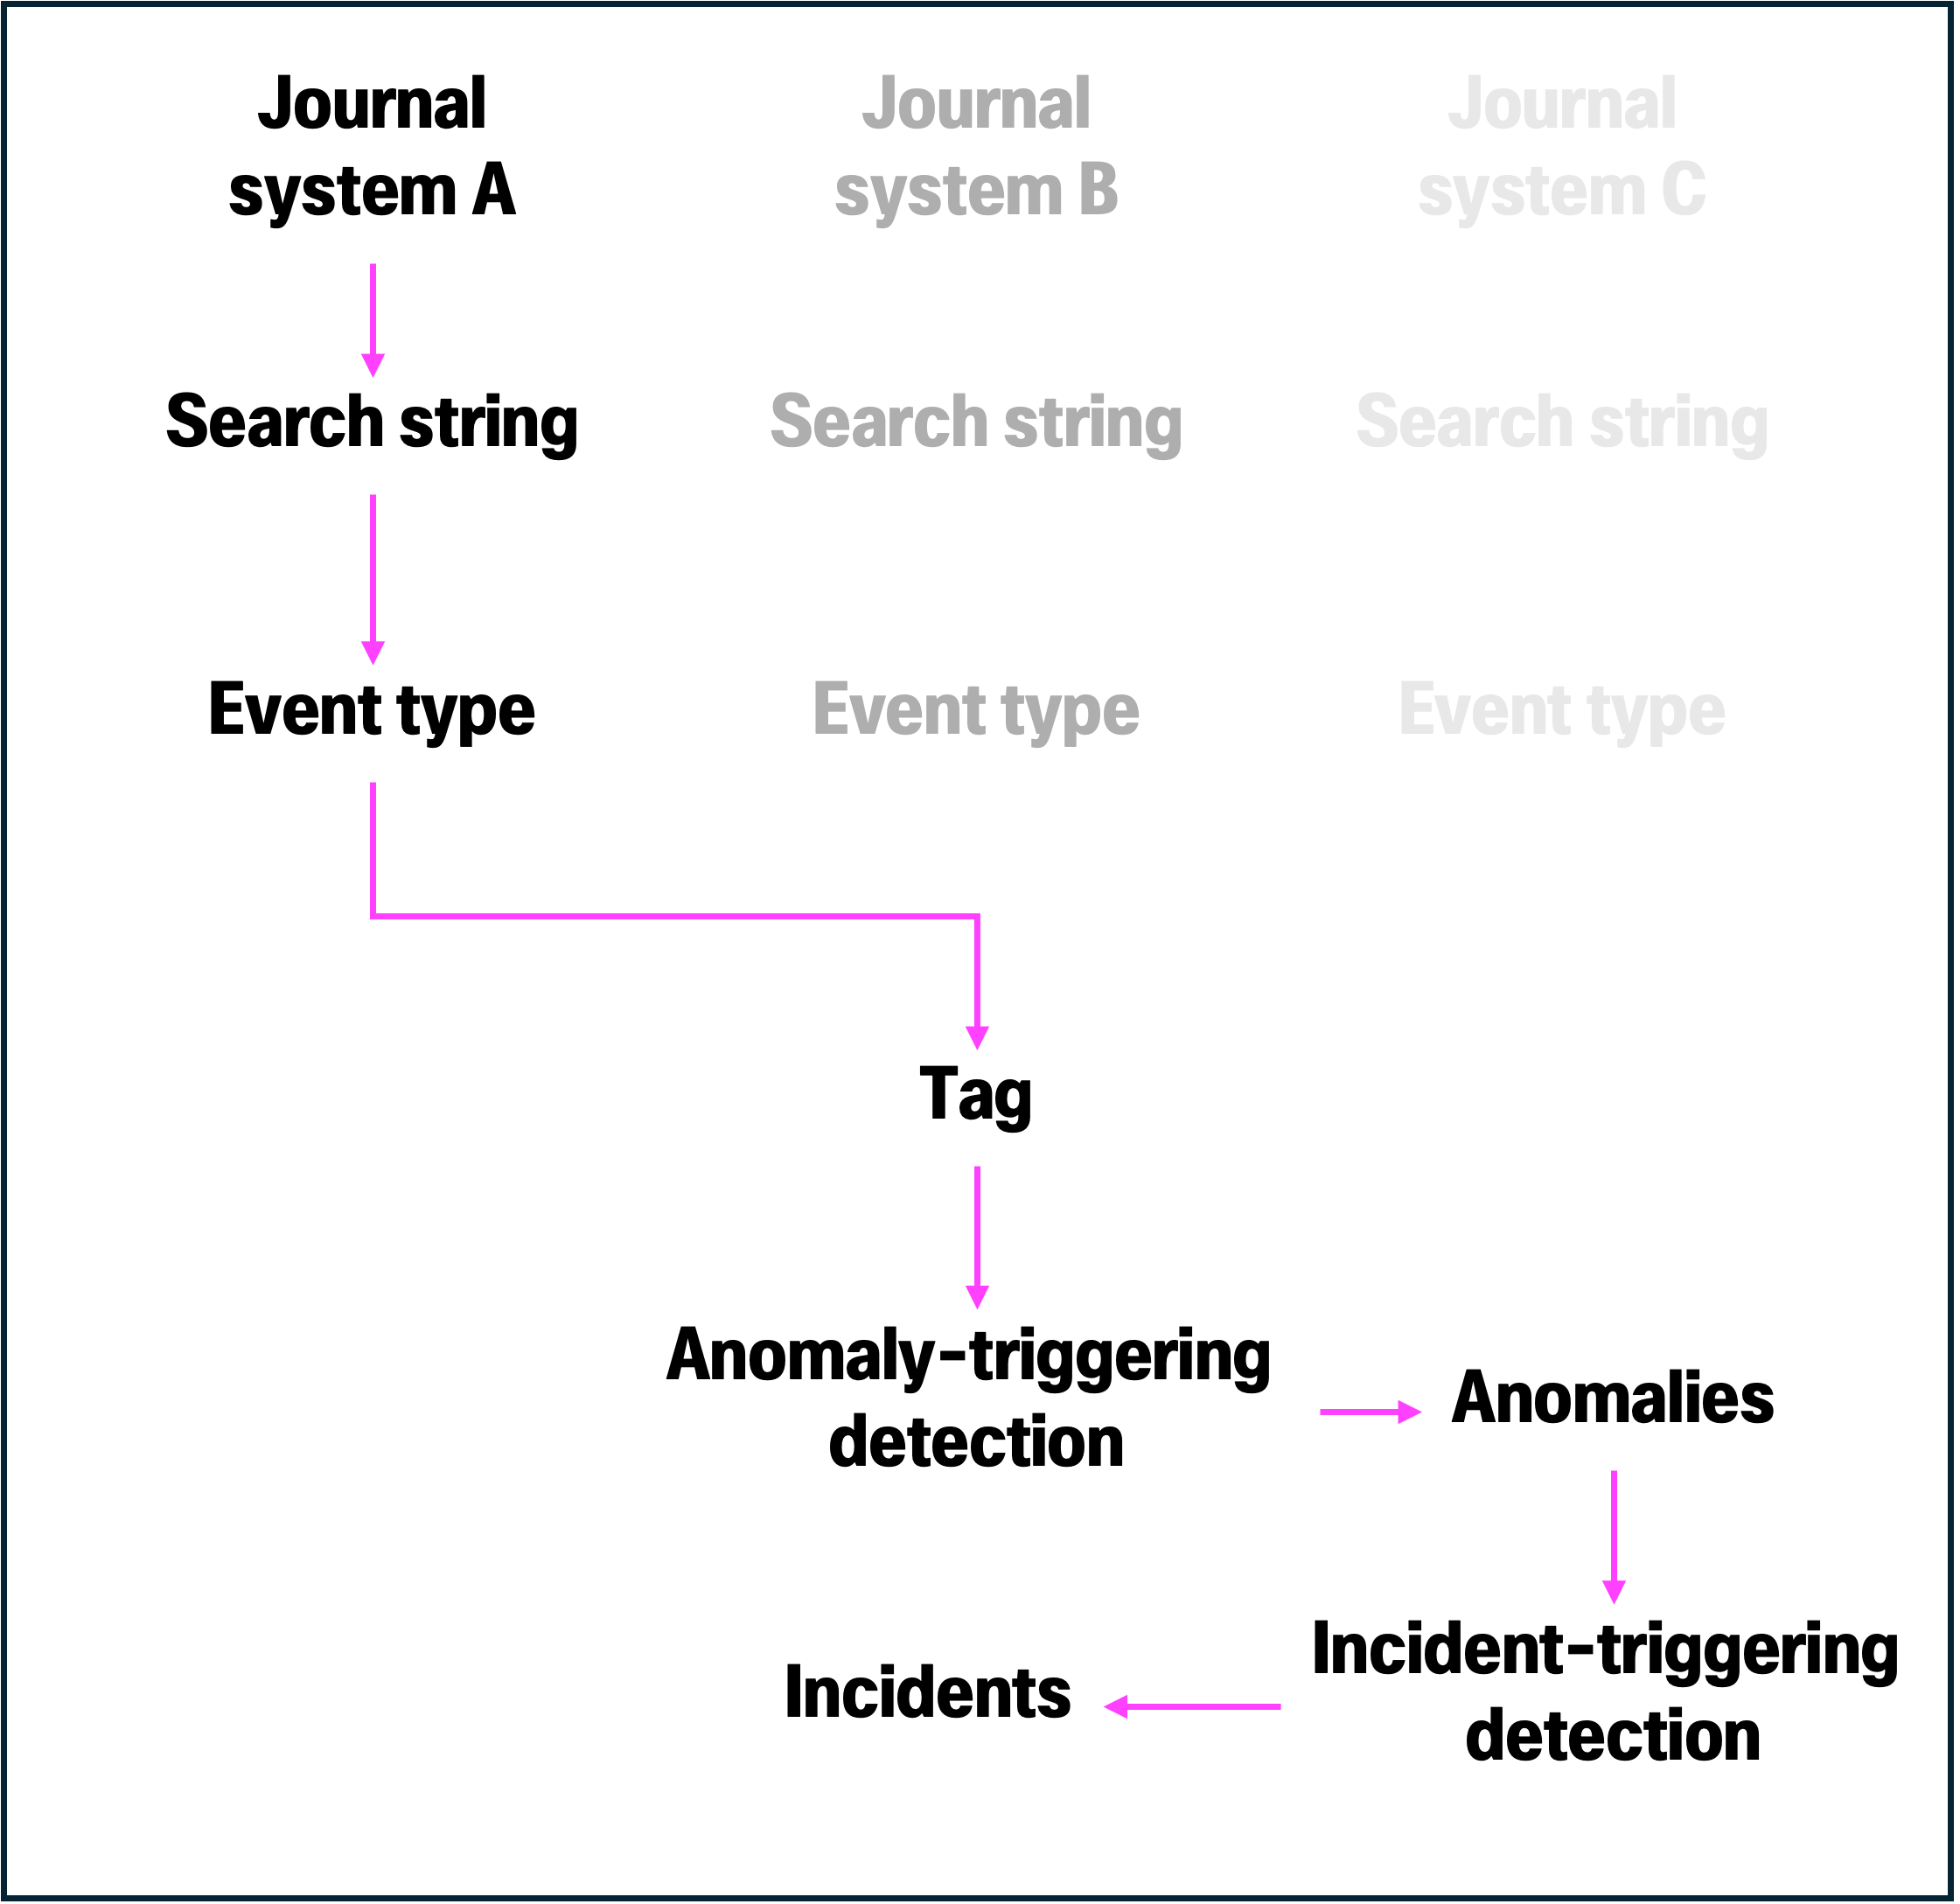 Journal
system A
Journal
system B
Journal
system C
Search string
Search string
Search string
Event type
Event type
Event type
Tag
Anomaly-triggering
detection
Anomalies
Incident-triggering
detection
Incidents